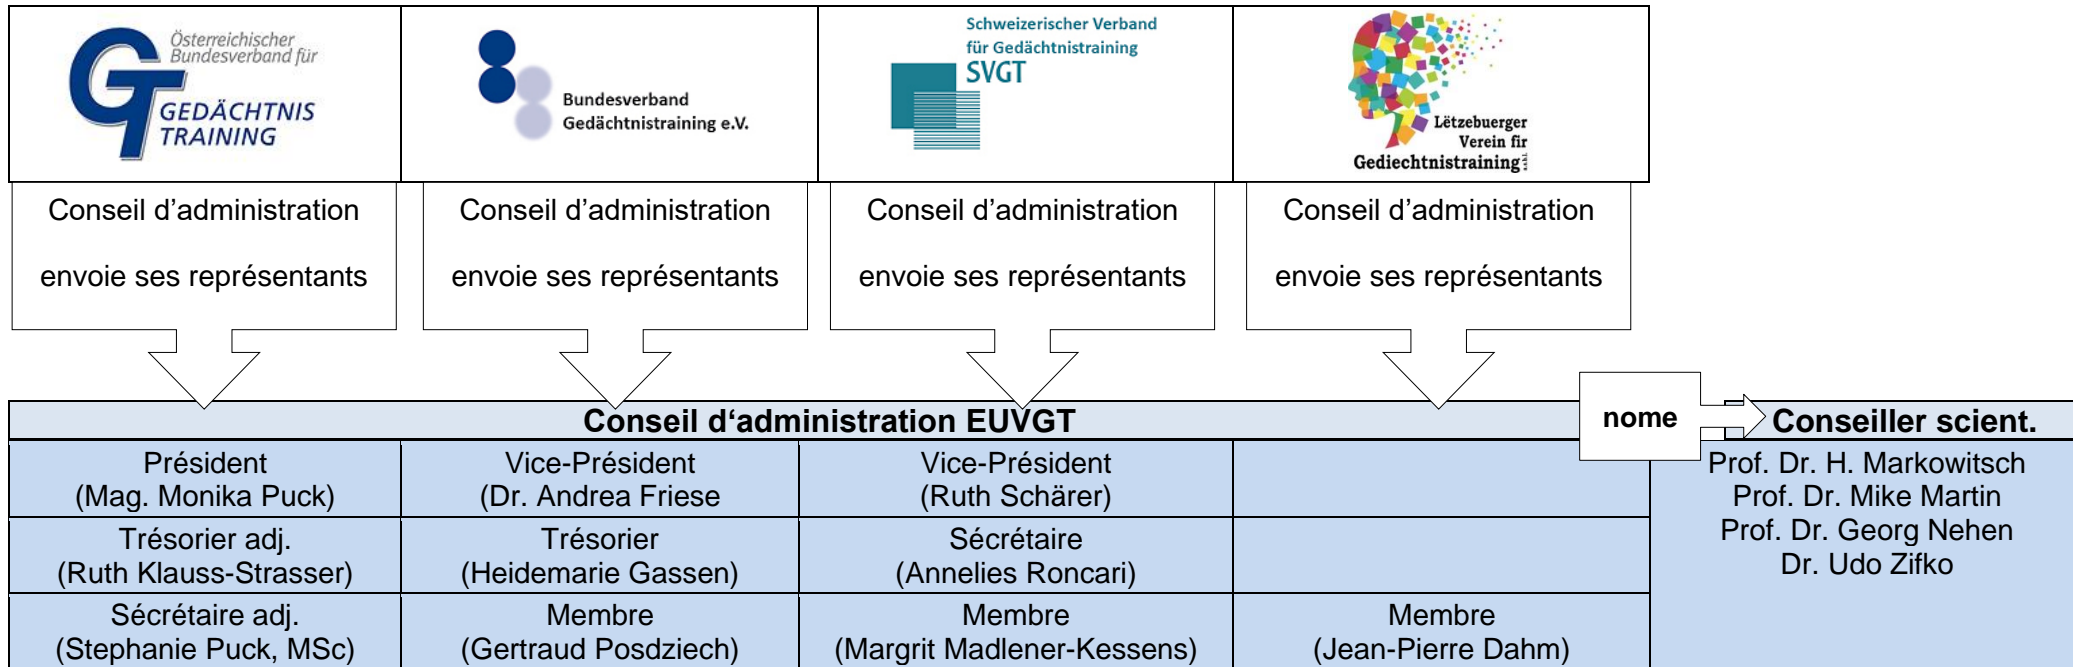 Österreichischer
Bundesverband für
GT
GEDÄCHTNIS
TRAINING
Bundesverband
Gedächtnistraining e.V.
Schweizerischer Verband
für Gedächtnistraining
SVGT
Lëtzebuerger
Verein fir
Gediechtnistraining a.s.b.l.
Conseil d’administration
envoie ses représentants
Conseil d’administration
envoie ses représentants
Conseil d’administration
envoie ses représentants
Conseil d’administration
envoie ses représentants
Conseil d‘administration EUVGT
nome
Conseiller scient.
Président
(Mag. Monika Puck)
Vice-Président
(Dr. Andrea Friese
Vice-Président
(Ruth Schärer)
Trésorier adj.
(Ruth Klauss-Strasser)
Trésorier
(Heidemarie Gassen)
Sécrétaire
(Annelies Roncari)
Sécrétaire adj.
(Stephanie Puck, MSc)
Membre
(Gertraud Posdziech)
Membre
(Margrit Madlener-Kessens)
Membre
(Jean-Pierre Dahm)
Prof. Dr. H. Markowitsch
Prof. Dr. Mike Martin
Prof. Dr. Georg Nehen
Dr. Udo Zifko